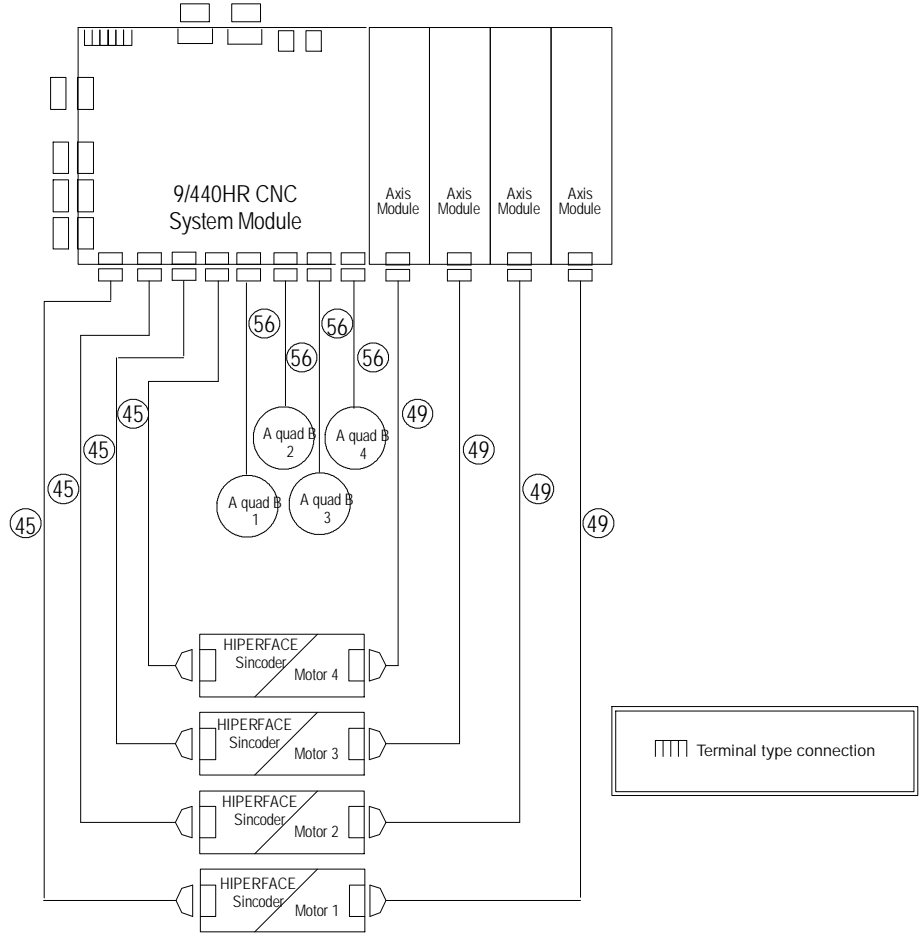 9/440HR CNC
System Module
Axis
Module
Axis
Module
Axis
Module
Axis
Module
56
56
56
56
45
45
45
45
49
49
49
49
A quad B
2
A quad B
4
A quad B
1
A quad B
3
HIPERFACE
Sincoder
Motor 4
HIPERFACE
Sincoder
Motor 3
HIPERFACE
Sincoder
Motor 2
HIPERFACE
Sincoder
Motor 1
Terminal type connection